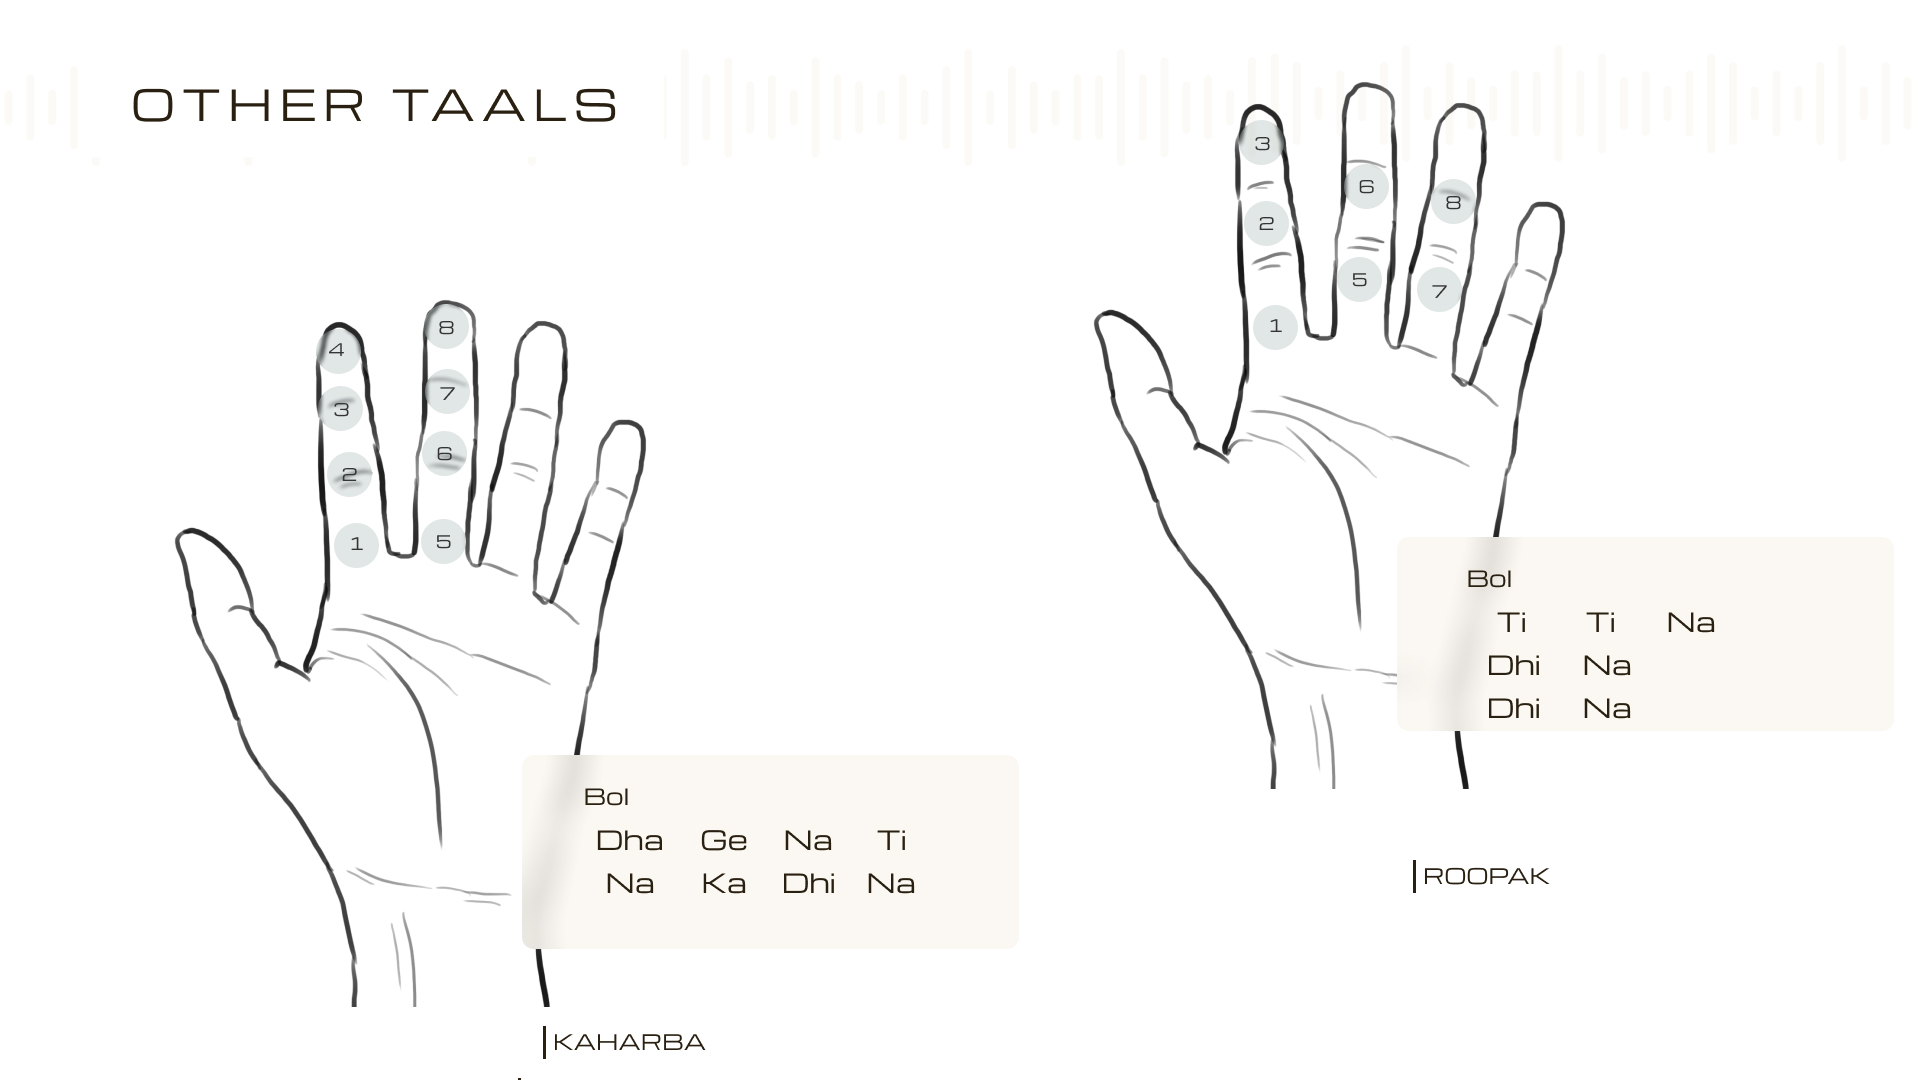 OTHER TAALS
4
3
2
1
8
7
6
5
Bol
Dha Ge Na Ti
Na Ka Dhi Na
KAHARBA
3
2
1
6
5
8
7
Bol
Ti Ti Na
Dhi Na
Dhi Na
ROOPAK